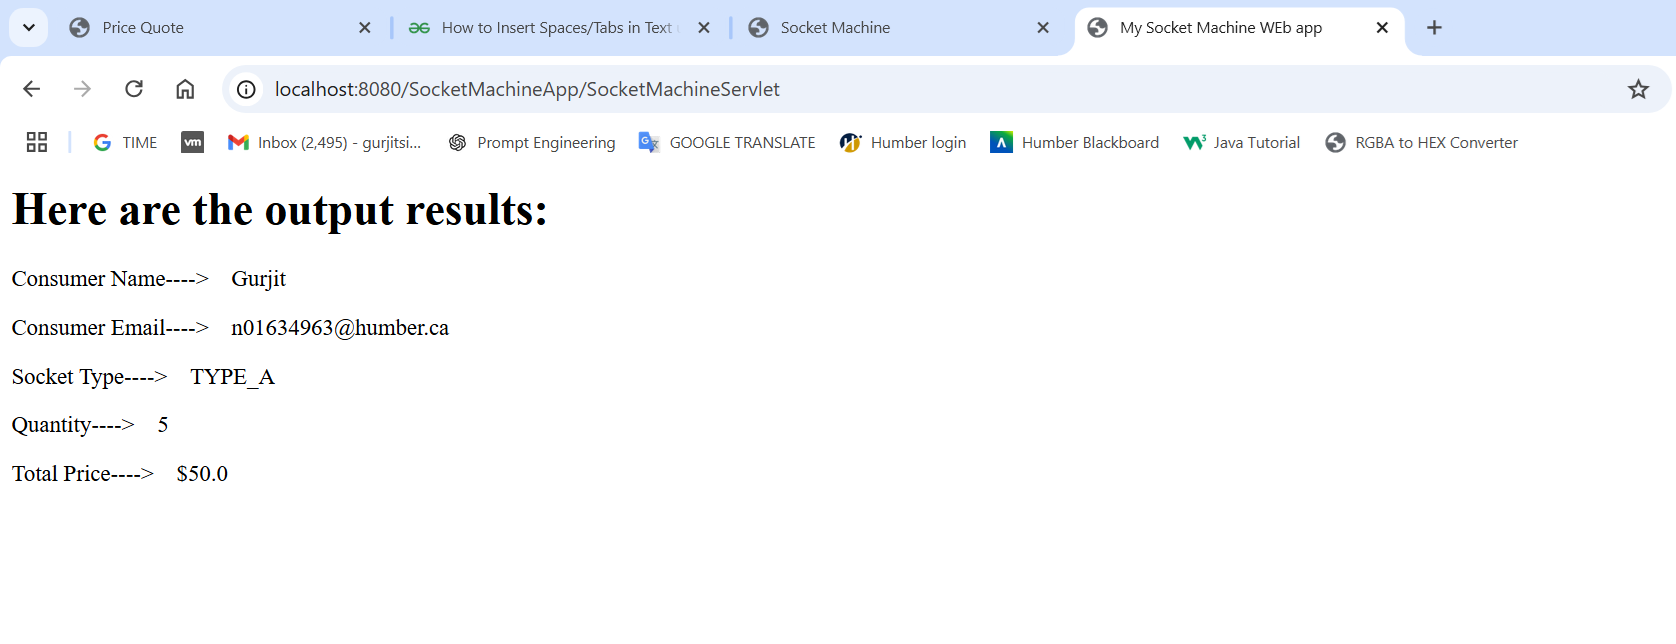 Price Quote
How to Insert Spaces/Tabs in Text
Socket Machine
My Socket Machine WEb app
localhost:8080/SocketMachineApp/SocketMachineServlet
TIME
vm
Inbox (2,495) - gurjitsi...
Prompt Engineering
GOOGLE TRANSLATE
Humber login
Humber Blackboard
Java Tutorial
RGBA to HEX Converter
Here are the output results:
Consumer Name----> Gurjit
Consumer Email----> n01634963@humber.ca
Socket Type----> TYPE_A
Quantity----> 5
Total Price----> $50.0